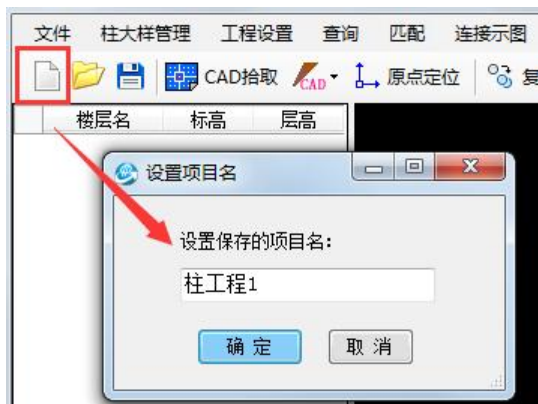 文件 柱大样管理 工程设置 查询 匹配 连接示图
CAD拾取 CAD 原点定位 复
楼层名 标高 层高
设置项目名
设置保存的项目名：
柱工程1
确定 取消